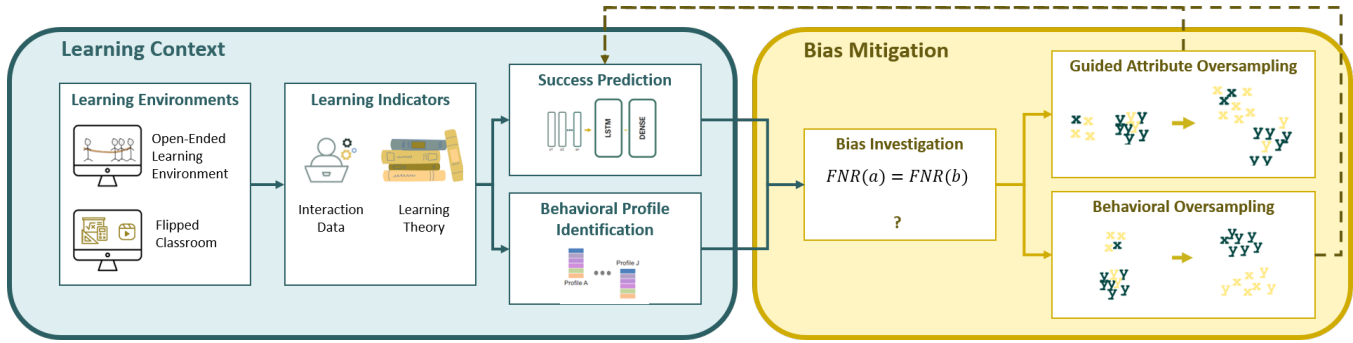 Learning Context
Learning Environments
Open-Ended
Learning
Environment
Flipped
Classroom
Learning Indicators
Interaction
Data
Learning
Theory
Success Prediction
LSTM
DENSE
Behavioral Profile
Identification
Profile A
Profile J
Bias Mitigation
Bias Investigation
FNR(a) = FNR(b)
?
Guided Attribute Oversampling
Behavioral Oversampling